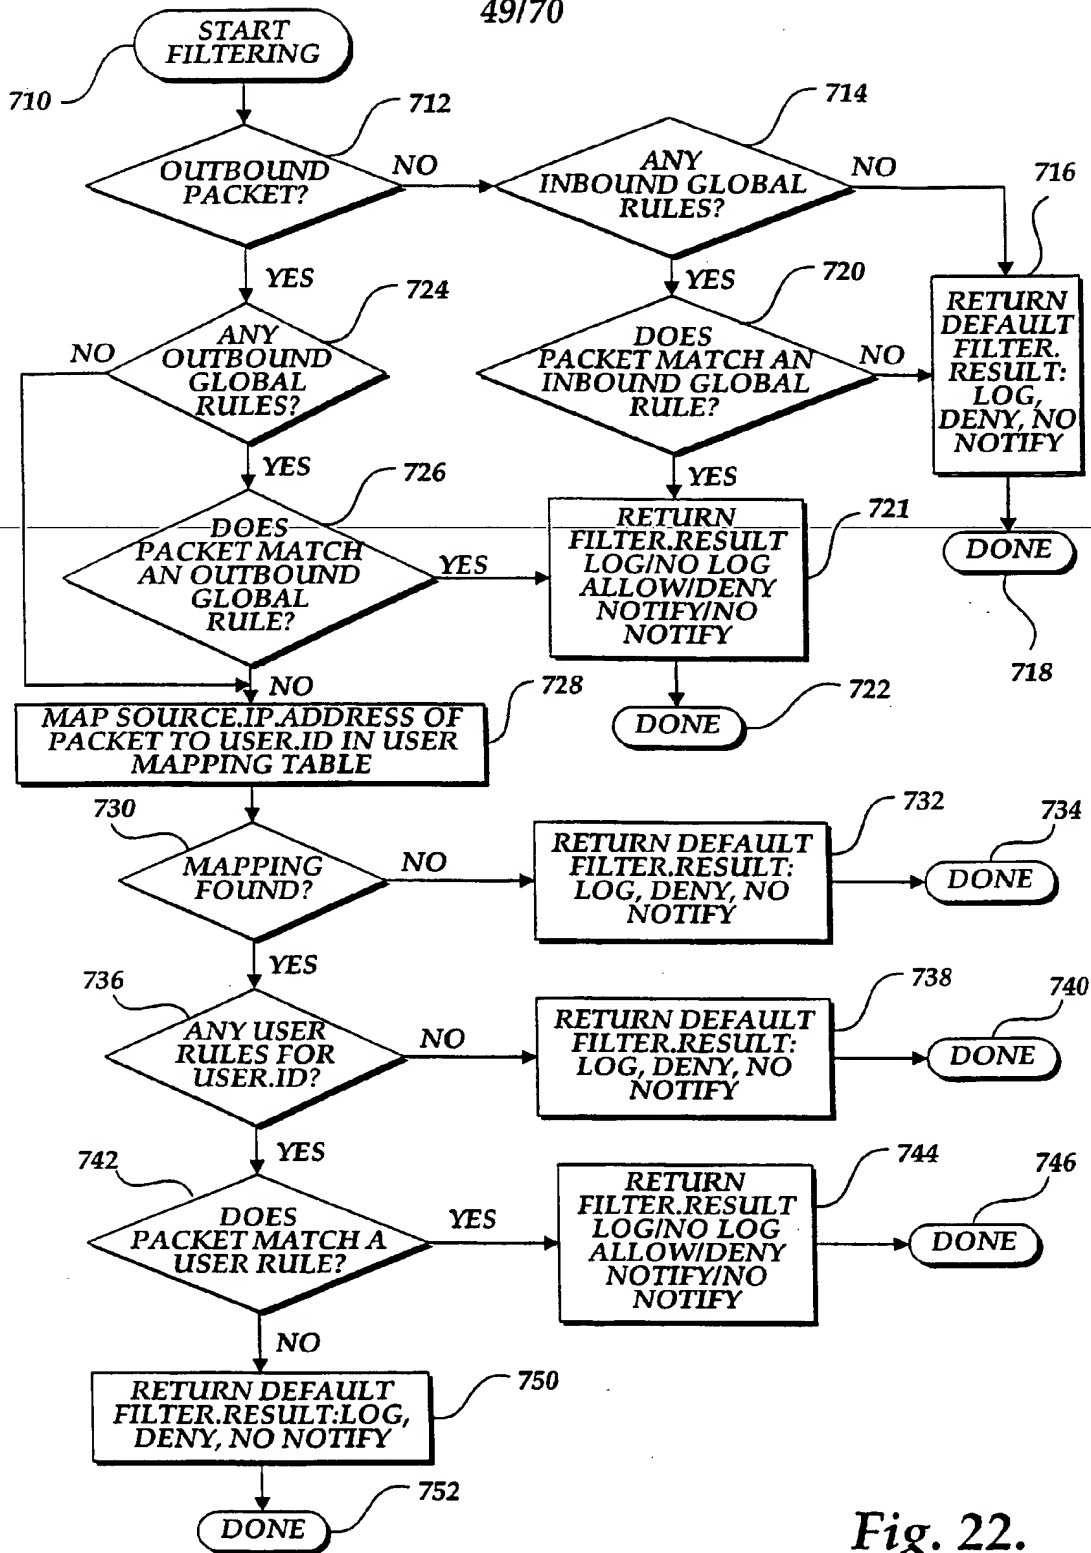 49/70
START
FILTERING
710
712
OUTBOUND
PACKET?
NO
714
ANY
INBOUND GLOBAL
RULES?
NO
716
YES
YES
724
720
ANY
OUTBOUND
GLOBAL
RULES?
NO
DOES
PACKET MATCH AN
INBOUND GLOBAL
RULE?
NO
RETURN
DEFAULT
FILTER.
RESULT:
LOG,
DENY, NO
NOTIFY
YES
YES
726
721
DOES
PACKET MATCH
AN OUTBOUND
GLOBAL
RULE?
YES
RETURN
FILTER.RESULT
LOG/NO LOG
ALLOW/DENY
NOTIFY/NO
NOTIFY
DONE
718
NO
728
722
DONE
MAP SOURCE.IP.ADDRESS OF
PACKET TO USER.ID IN USER
MAPPING TABLE
730
732
734
MAPPING
FOUND?
NO
RETURN DEFAULT
FILTER.RESULT:
LOG, DENY, NO
NOTIFY
DONE
YES
736
738
740
ANY USER
RULES FOR
USER.ID?
NO
RETURN DEFAULT
FILTER.RESULT:
LOG, DENY, NO
NOTIFY
DONE
YES
742
744
746
DOES
PACKET MATCH A
USER RULE?
YES
RETURN
FILTER.RESULT
LOG/NO LOG
ALLOW/DENY
NOTIFY/NO
NOTIFY
DONE
NO
750
RETURN DEFAULT
FILTER.RESULT:LOG,
DENY, NO NOTIFY
752
DONE
Fig. 22.